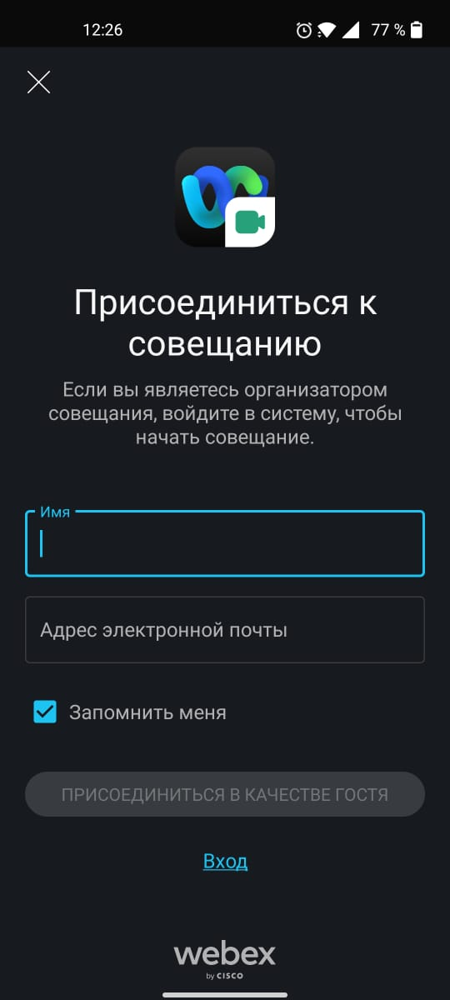 12:26
77 %
Присоединиться к
совещанию
Если вы являетесь организатором
совещания, войдите в систему, чтобы
начать совещание.
Имя
Адрес электронной почты
Запомнить меня
ПРИСОЕДИНИТЬСЯ В КАЧЕСТВЕ ГОСТЯ
Вход
webex
by CISCO